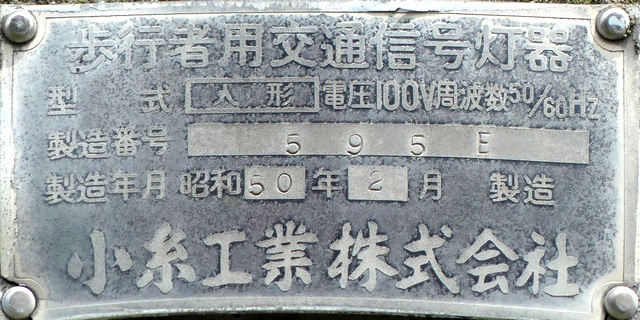 歩行者用交通信号灯器
型式 人形 電圧100V周波数50/60Hz
製造番号 595E
製造年月 昭和50年2月 製造
小糸工業株式会社